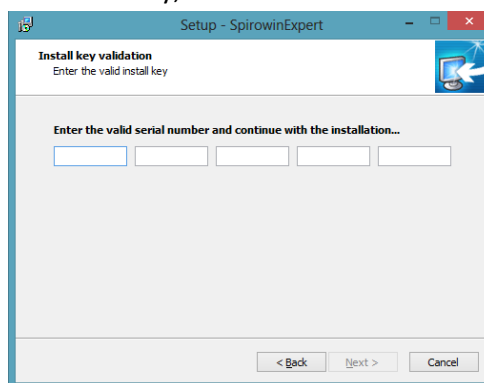 Setup - SpirowinExpert
Install key validation
Enter the valid install key
Enter the valid serial number and continue with the installation...
< Back Next > Cancel